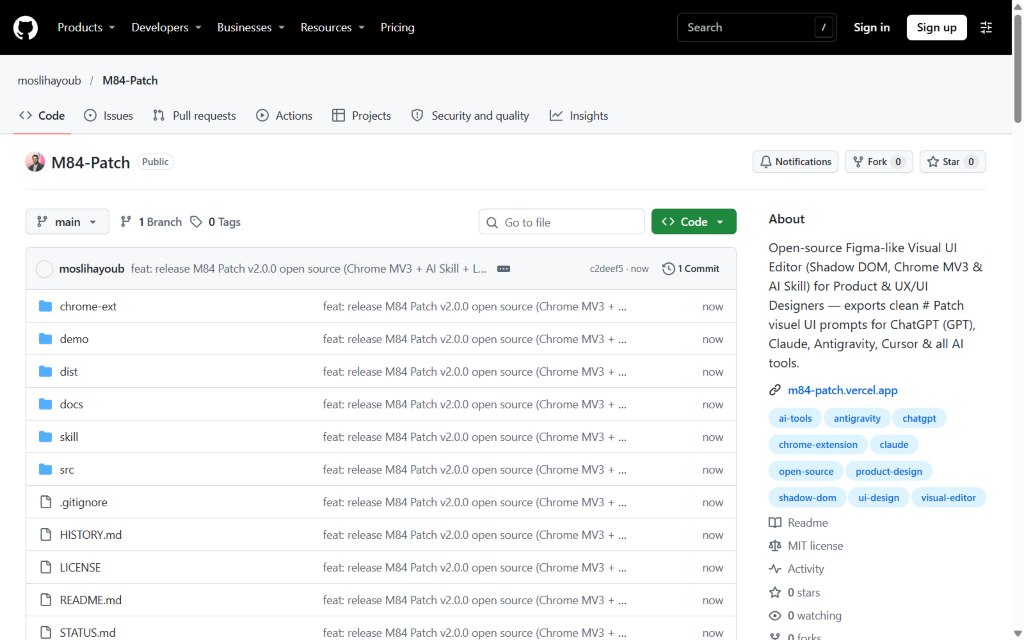 Products Developers Businesses Resources Pricing Search / Sign in Sign up
moslihayoub / M84-Patch
Code Issues Pull requests Actions Projects Security and quality Insights
M84-Patch Public Notifications Fork 0 Star 0
main 1 Branch 0 Tags Go to file Code
moslihayoub feat: release M84 Patch v2.0.0 open source (Chrome MV3 + AI Skill + L... c2deef5 · now 1 Commit
chrome-ext feat: release M84 Patch v2.0.0 open source (Chrome MV3 + ... now
demo feat: release M84 Patch v2.0.0 open source (Chrome MV3 + ... now
dist feat: release M84 Patch v2.0.0 open source (Chrome MV3 + ... now
docs feat: release M84 Patch v2.0.0 open source (Chrome MV3 + ... now
skill feat: release M84 Patch v2.0.0 open source (Chrome MV3 + ... now
src feat: release M84 Patch v2.0.0 open source (Chrome MV3 + ... now
.gitignore feat: release M84 Patch v2.0.0 open source (Chrome MV3 + ... now
HISTORY.md feat: release M84 Patch v2.0.0 open source (Chrome MV3 + ... now
LICENSE feat: release M84 Patch v2.0.0 open source (Chrome MV3 + ... now
README.md feat: release M84 Patch v2.0.0 open source (Chrome MV3 + ... now
STATUS.md feat: release M84 Patch v2.0.0 open source (Chrome MV3 + ... now
About
Open-source Figma-like Visual UI
Editor (Shadow DOM, Chrome MV3 &
AI Skill) for Product & UX/UI
Designers — exports clean # Patch
visuel UI prompts for ChatGPT (GPT),
Claude, Antigravity, Cursor & all AI
tools.
m84-patch.vercel.app
ai-tools antigravity chatgpt
chrome-extension claude
open-source product-design
shadow-dom ui-design visual-editor
Readme
MIT license
Activity
0 stars
0 watching
0 forks